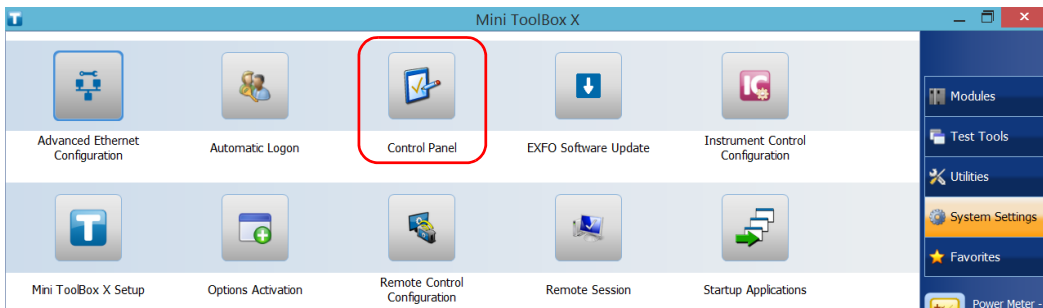 Mini ToolBox X
Advanced Ethernet
Configuration
Automatic Logon
Control Panel
EXFO Software Update
Instrument Control
Configuration
Mini ToolBox X Setup
Options Activation
Remote Control
Configuration
Remote Session
Startup Applications
Modules
Test Tools
Utilities
System Settings
Favorites
Power Meter -